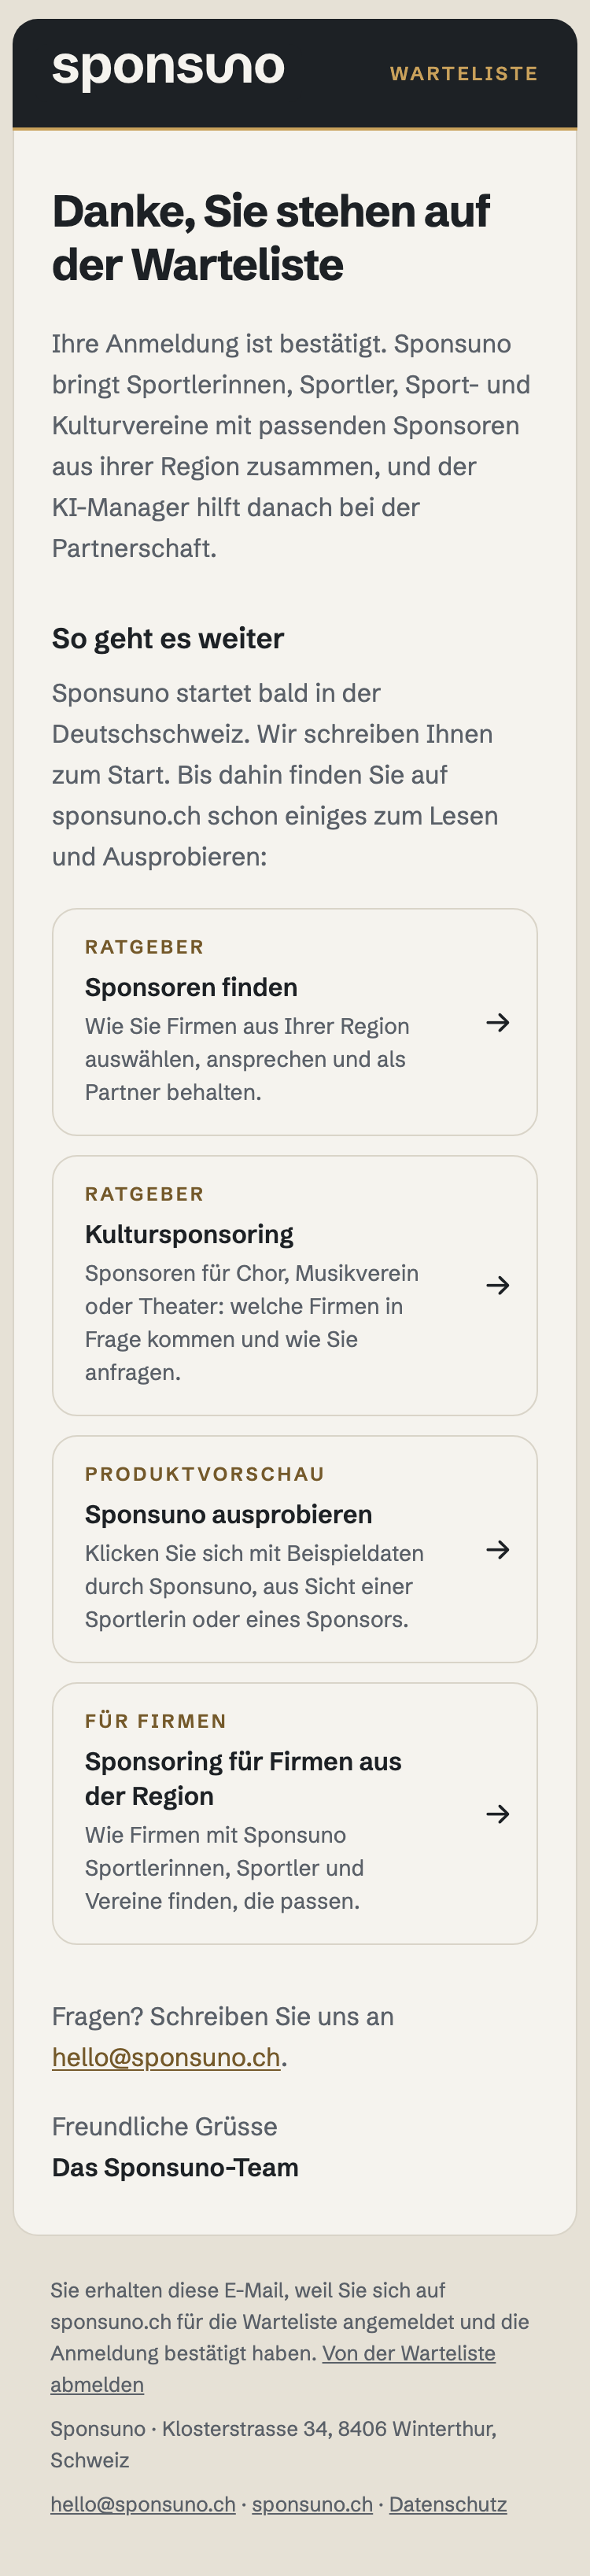 sponsuno
WARTELISTE
Danke, Sie stehen auf
der Warteliste
Ihre Anmeldung ist bestätigt. Sponsuno
bringt Sportlerinnen, Sportler, Sport- und
Kulturvereine mit passenden Sponsoren
aus ihrer Region zusammen, und der
KI-Manager hilft danach bei der
Partnerschaft.
So geht es weiter
Sponsuno startet bald in der
Deutschschweiz. Wir schreiben Ihnen
zum Start. Bis dahin finden Sie auf
sponsuno.ch schon einiges zum Lesen
und Ausprobieren:
RATGEBER
Sponsoren finden
Wie Sie Firmen aus Ihrer Region
auswählen, ansprechen und als
Partner behalten.
RATGEBER
Kultursponsoring
Sponsoren für Chor, Musikverein
oder Theater: welche Firmen in
Frage kommen und wie Sie
anfragen.
PRODUKTVORSCHAU
Sponsuno ausprobieren
Klicken Sie sich mit Beispieldaten
durch Sponsuno, aus Sicht einer
Sportlerin oder eines Sponsors.
FÜR FIRMEN
Sponsoring für Firmen aus
der Region
Wie Firmen mit Sponsuno
Sportlerinnen, Sportler und
Vereine finden, die passen.
Fragen? Schreiben Sie uns an
hello@sponsuno.ch.
Freundliche Grüsse
Das Sponsuno-Team
Sie erhalten diese E-Mail, weil Sie sich auf
sponsuno.ch für die Warteliste angemeldet und die
Anmeldung bestätigt haben. Von der Warteliste
abmelden
Sponsuno · Klosterstrasse 34, 8406 Winterthur,
Schweiz
hello@sponsuno.ch · sponsuno.ch · Datenschutz